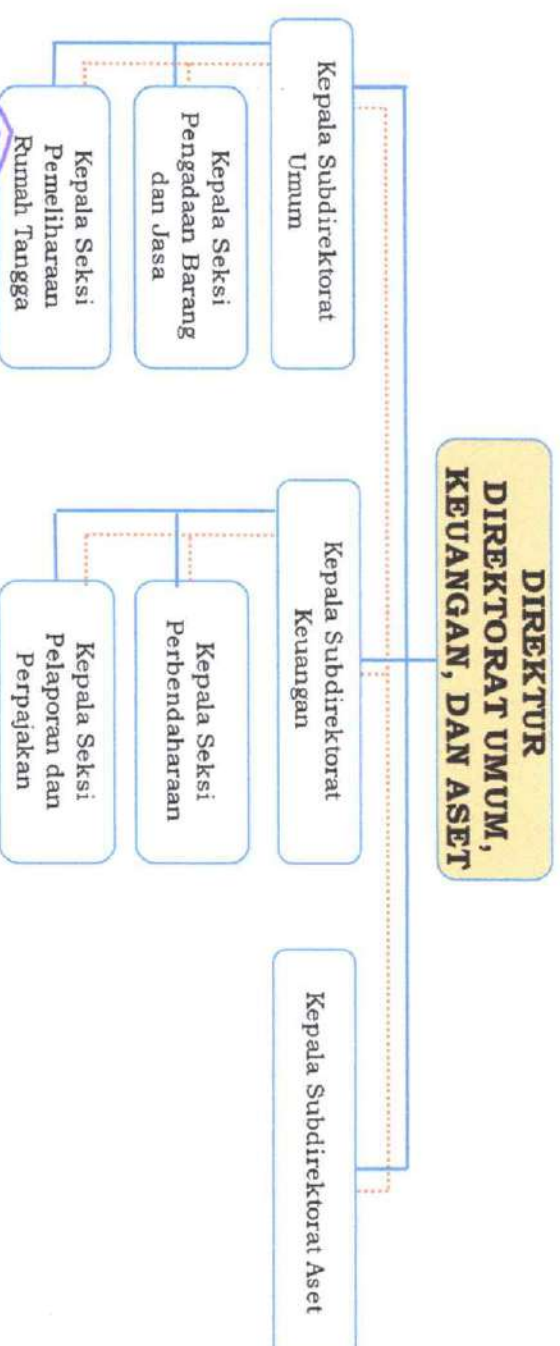 DIREKTUR
DIREKTORAT UMUM,
KEUANGAN, DAN ASET
Kepala Subdirektorat
Umum
Kepala Seksi
Pengadaan Barang
dan Jasa
Kepala Seksi
Pemeliharaan
Rumah Tangga
Kepala Subdirektorat
Keuangan
Kepala Seksi
Perbendaharaan
Kepala Seksi
Pelaporan dan
Perpajakan
Kepala Subdirektorat Aset